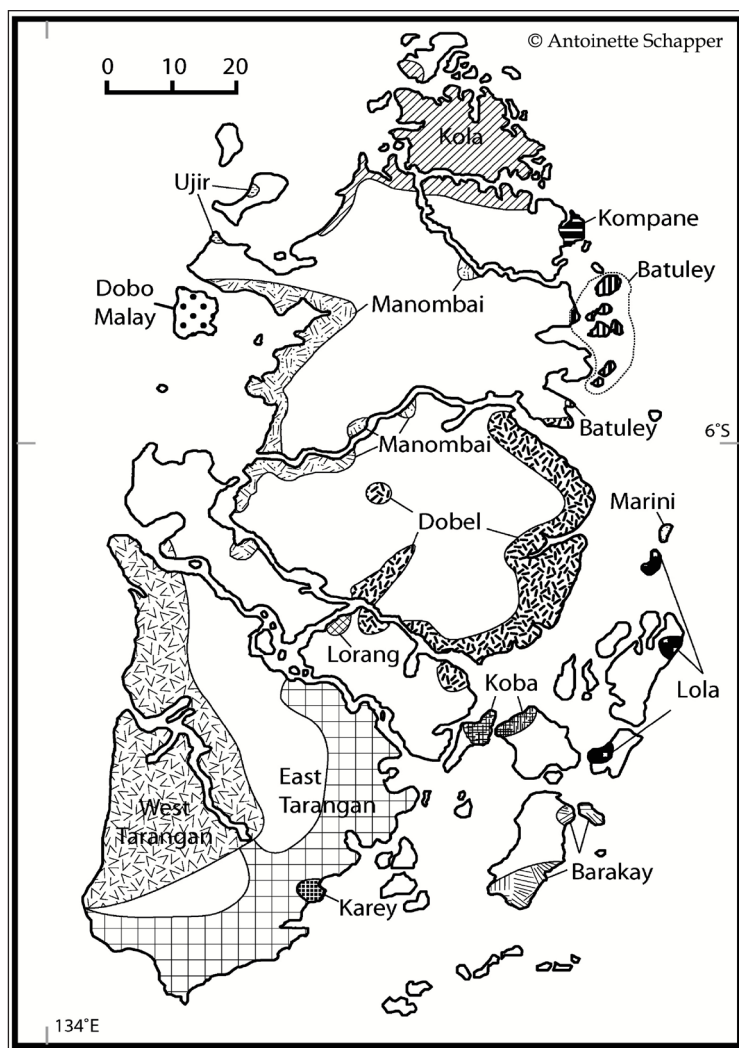 © Antoinette Schapper
0 10 20
Kola
Ujir
Kompane
Batuley
Dobo
Malay
Manombai
Batuley
Manombai
6°S
Marini
Dobel
Lorang
Koba
Lola
East
Tarangan
West
Tarangan
Barakay
Karey
134°E